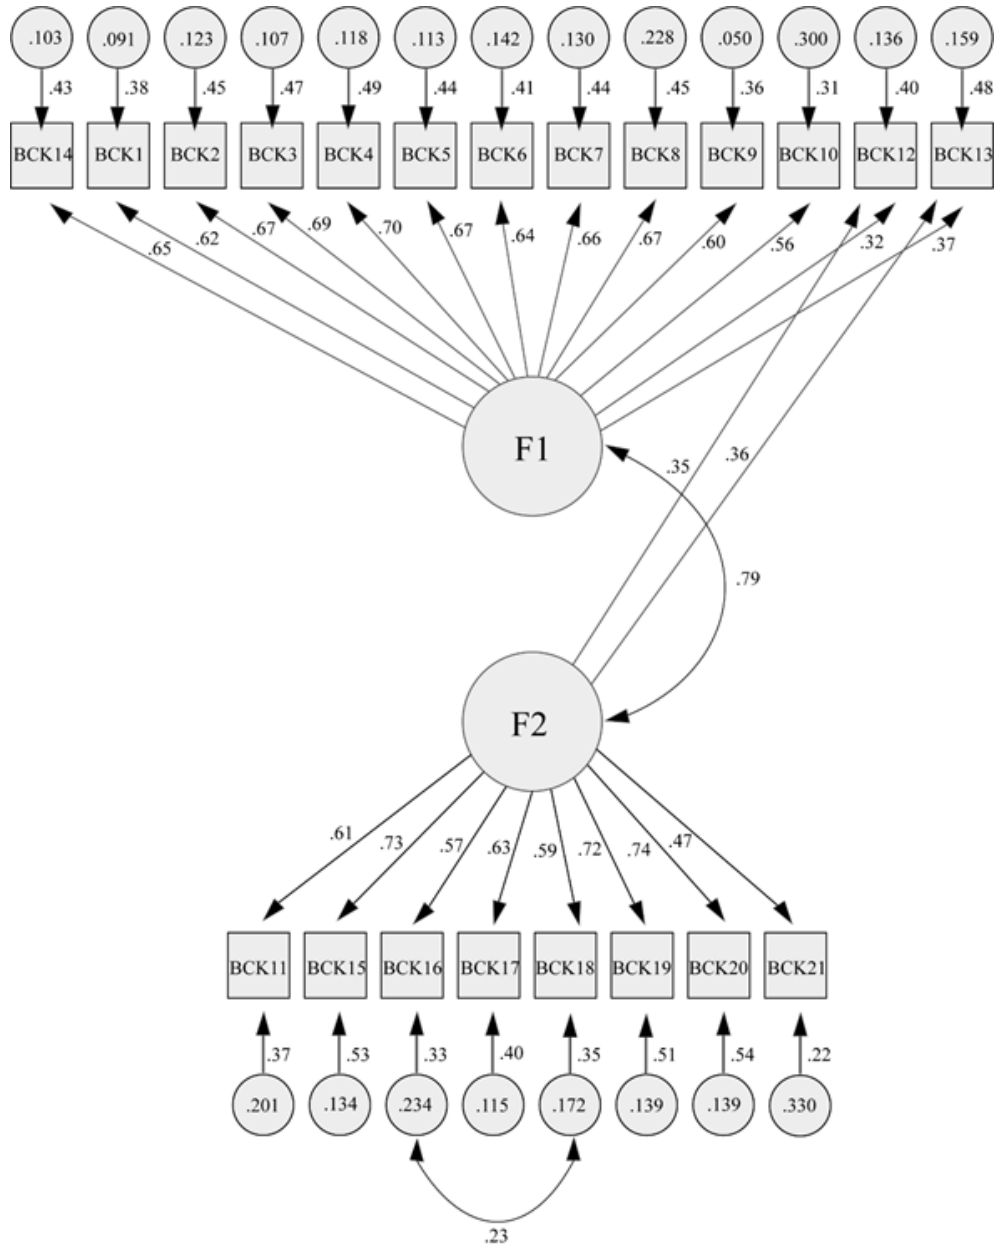 .103 .091 .123 .107 .118 .113 .142 .130 .228 .050 .300 .136 .159
.43 .38 .45 .47 .49 .44 .41 .44 .45 .36 .31 .40 .48
BCK14 BCK1 BCK2 BCK3 BCK4 BCK5 BCK6 BCK7 BCK8 BCK9 BCK10 BCK12 BCK13
.65 .62 .67 .69 .70 .67 .64 .66 .67 .60 .56 .32 .37
F1
.35 .36
.79
F2
.61 .73 .57 .63 .59 .72 .74 .47
BCK11 BCK15 BCK16 BCK17 BCK18 BCK19 BCK20 BCK21
.37 .53 .33 .40 .35 .51 .54 .22
.201 .134 .234 .115 .172 .139 .139 .330
.23